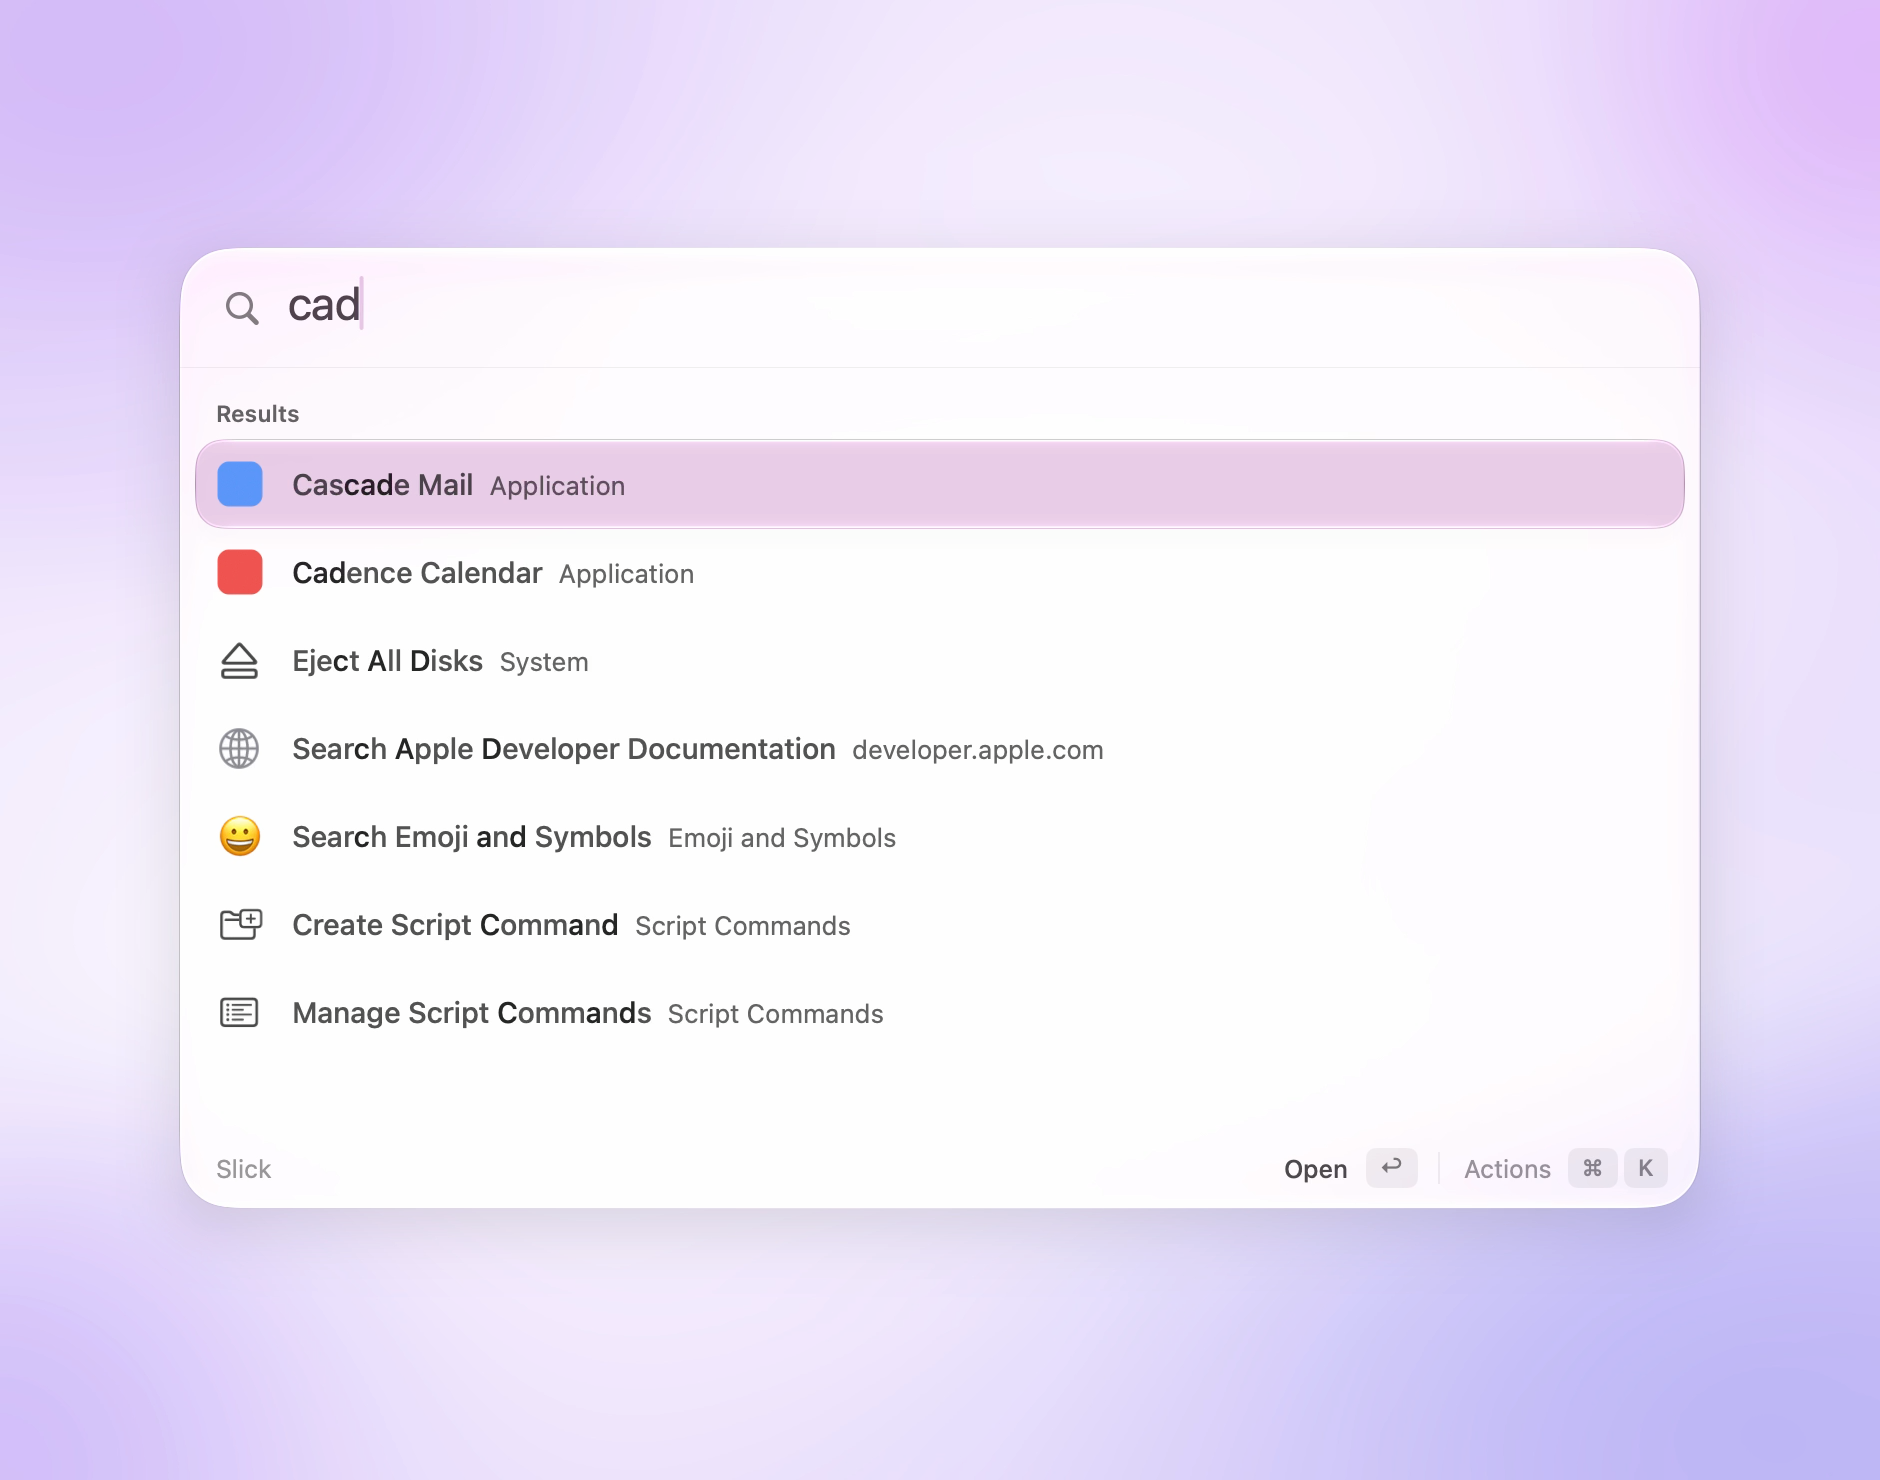 cad
Results
Cascade Mail Application
Cadence Calendar Application
Eject All Disks System
Search Apple Developer Documentation developer.apple.com
Search Emoji and Symbols Emoji and Symbols
Create Script Command Script Commands
Manage Script Commands Script Commands
Slick Open ↩ Actions ⌘ K